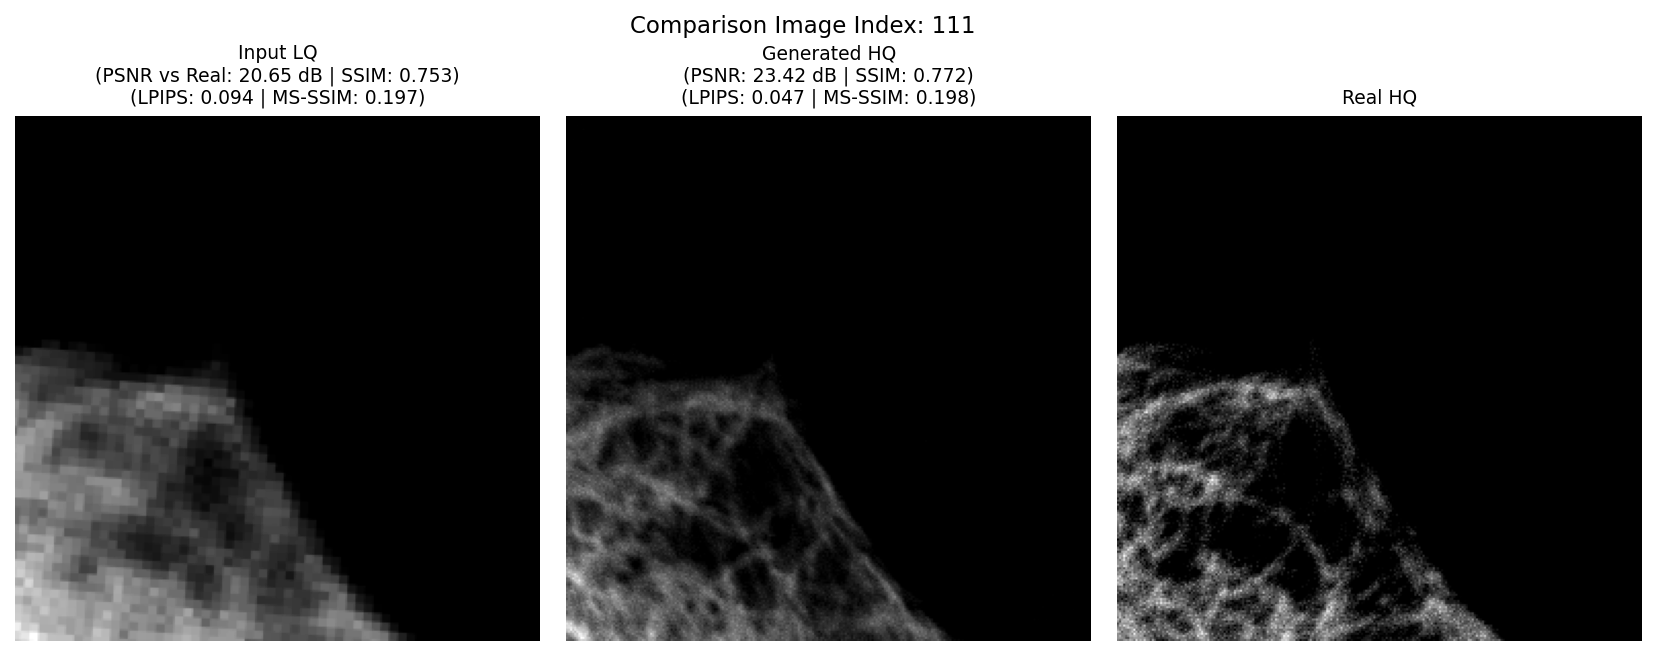 Comparison Image Index: 111
Input LQ
(PSNR vs Real: 20.65 dB | SSIM: 0.753)
(LPIPS: 0.094 | MS-SSIM: 0.197)
Generated HQ
(PSNR: 23.42 dB | SSIM: 0.772)
(LPIPS: 0.047 | MS-SSIM: 0.198)
Real HQ